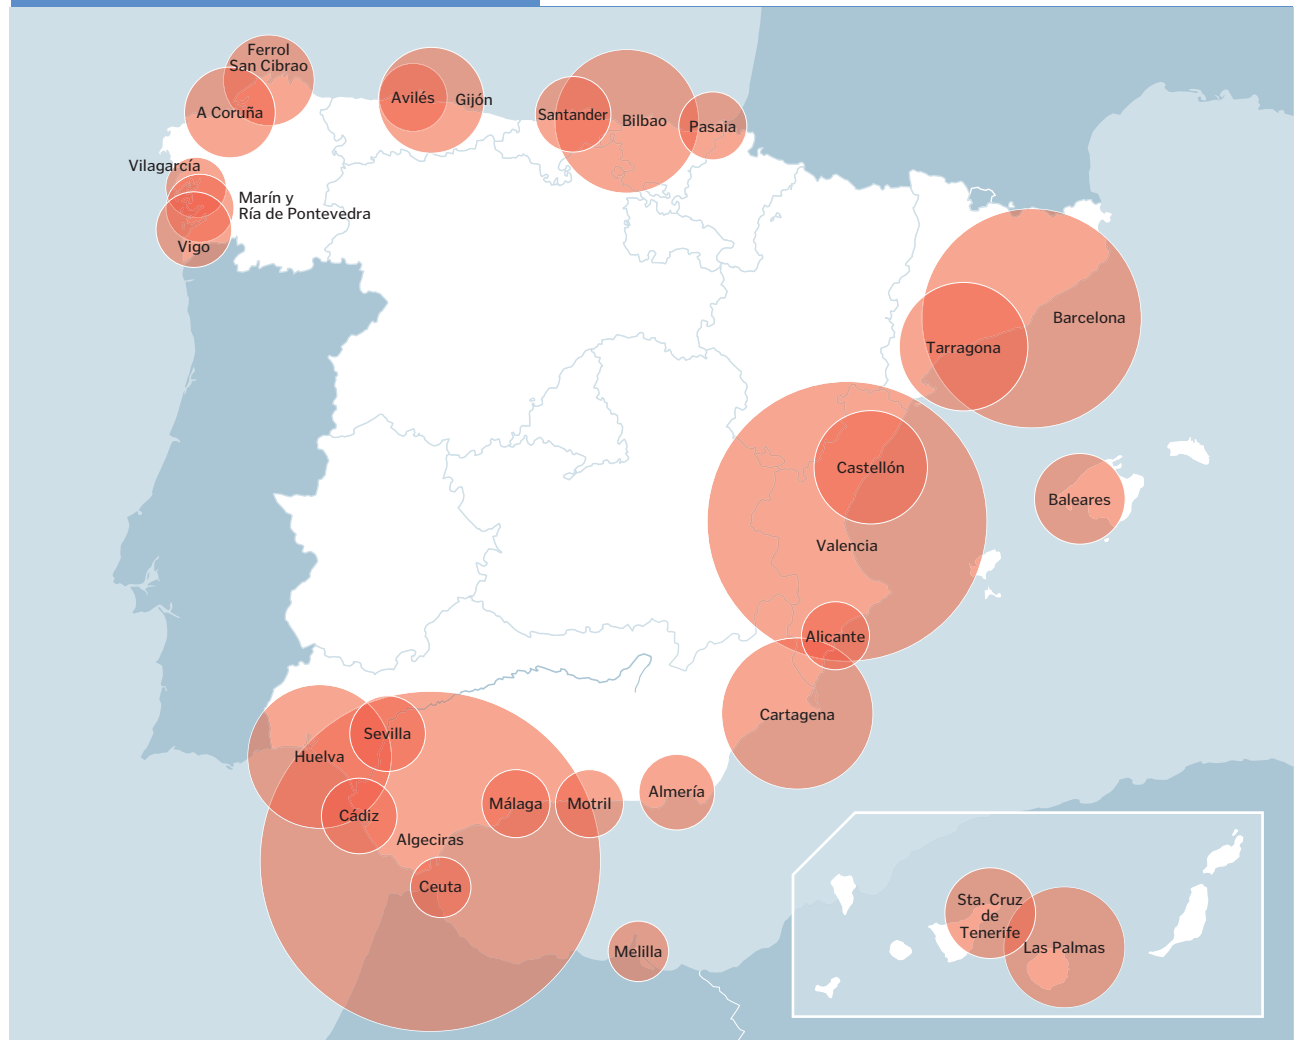 Ferrol
San Cibrao
A Coruña
Avilés
Gijón
Santander
Bilbao
Pasaia
Vilagarcía
Marín y
Ría de Pontevedra
Vigo
Barcelona
Tarragona
Castellón
Baleares
Valencia
Alicante
Cartagena
Sevilla
Huelva
Cádiz
Málaga
Motril
Almería
Algeciras
Ceuta
Melilla
Sta. Cruz
de
Tenerife
Las Palmas